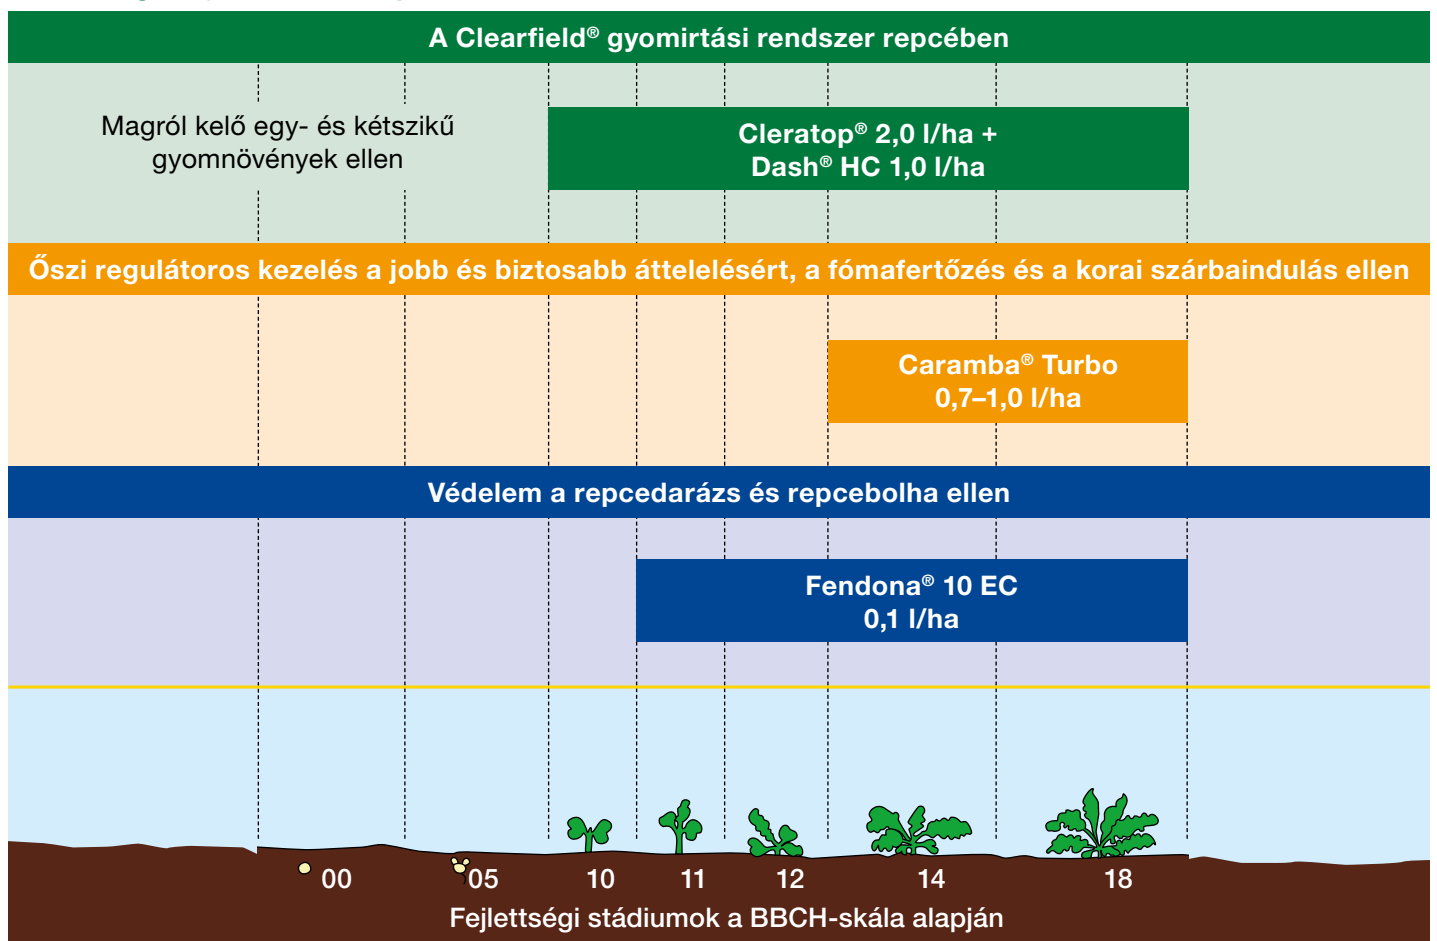 A Clearfield® gyomirtási rendszer repcében
Magról kelő egy- és kétszikű
gyomnövények ellen
Cleratop® 2,0 l/ha +
Dash® HC 1,0 l/ha
Őszi regulátoros kezelés a jobb és biztosabb áttelelésért, a fómafertőzés és a korai szárbaindulás ellen
Caramba® Turbo
0,7–1,0 l/ha
Védelem a repcedarázs és repcebolha ellen
Fendona® 10 EC
0,1 l/ha
00 05 10 11 12 14 18
Fejlettségi stádiumok a BBCH-skála alapján